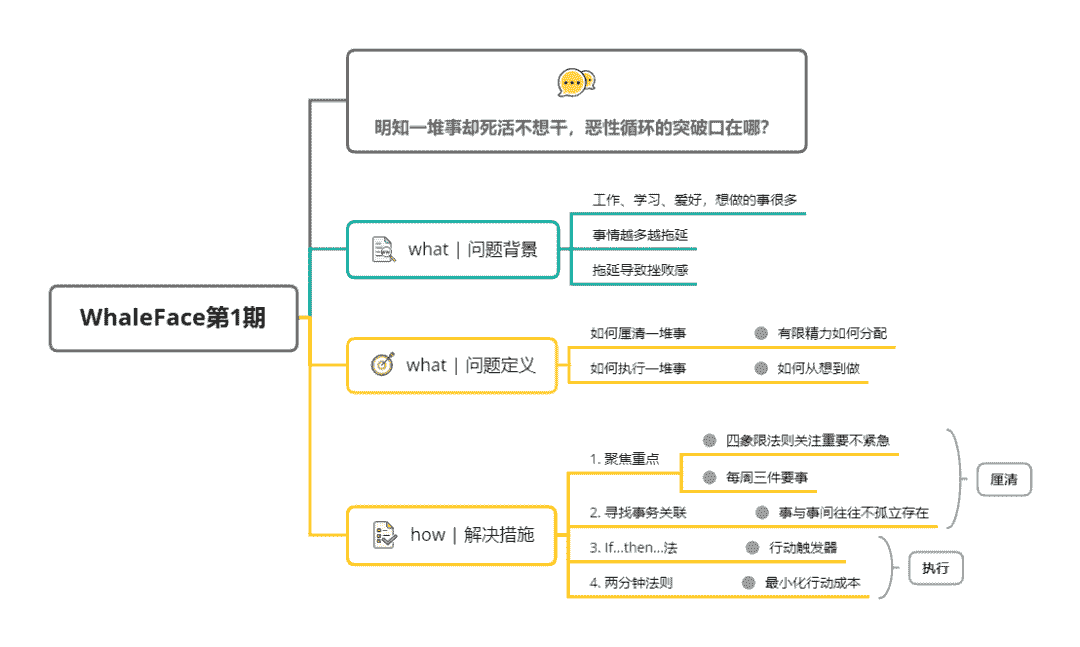 明知一堆事却死活不想干，恶性循环的突破口在哪？
WhaleFace第1期
what | 问题背景
工作、学习、爱好，想做的事很多
事情越多越拖延
拖延导致挫败感
what | 问题定义
如何厘清一堆事
有限精力如何分配
如何执行一堆事
如何从想到做
how | 解决措施
1. 聚焦重点
四象限法则关注重要不紧急
每周三件要事
2. 寻找事务关联
事与事间往往不孤立存在
厘清
3. If...then...法
行动触发器
4. 两分钟法则
最小化行动成本
执行